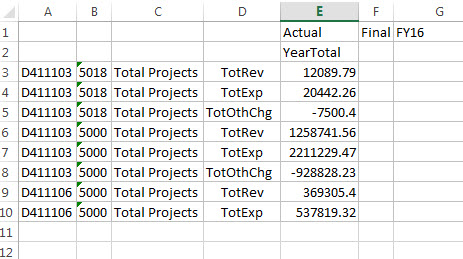 A B C D E F G
1 Actual Final FY16
2 YearTotal
3 D411103 5018 Total Projects TotRev 12089.79
4 D411103 5018 Total Projects TotExp 20442.26
5 D411103 5018 Total Projects TotOthChg -7500.4
6 D411103 5000 Total Projects TotRev 1258741.56
7 D411103 5000 Total Projects TotExp 2211229.47
8 D411103 5000 Total Projects TotOthChg -928828.23
9 D411106 5000 Total Projects TotRev 369305.4
10 D411106 5000 Total Projects TotExp 537819.32
11
12